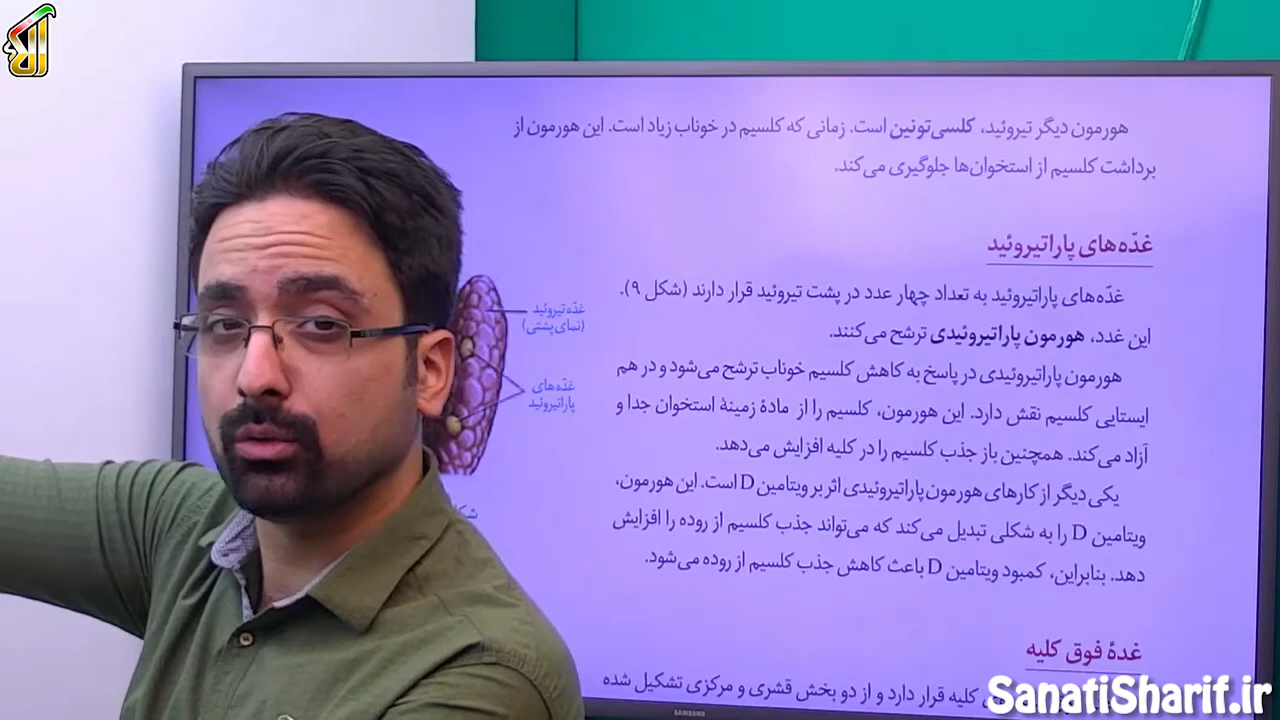 هورمون دیگر تیروئید، کلسی‌تونین است. زمانی که کلسیم در خوناب زیاد است. این هورمون از
برداشت کلسیم از استخوان‌ها جلوگیری می‌کند.
غدّه‌های پاراتیروئید
غدّه‌های پاراتیروئید به تعداد چهار عدد در پشت تیروئید قرار دارند (شکل ۹).
این غدد، هورمون پاراتیروئیدی ترشح می‌کنند.
هورمون پاراتیروئیدی در پاسخ به کاهش کلسیم خوناب ترشح می‌شود و در هم
ایستایی کلسیم نقش دارد. این هورمون، کلسیم را از مادهٔ زمینهٔ استخوان جدا و
آزاد می‌کند. همچنین باز جذب کلسیم را در کلیه افزایش می‌دهد.
یکی دیگر از کارهای هورمون پاراتیروئیدی اثر بر ویتامین D است. این هورمون،
ویتامین D را به شکلی تبدیل می‌کند که می‌تواند جذب کلسیم از روده را افزایش
دهد. بنابراین، کمبود ویتامین D باعث کاهش جذب کلسیم از روده می‌شود.
غدهٔ فوق کلیه
کلیه قرار دارد و از دو بخش قشری و مرکزی تشکیل شده
غدّه تیروئید
(نمای پشتی)
غدّه‌های
پاراتیروئید
SAMSUNG
SanatiSharif.ir